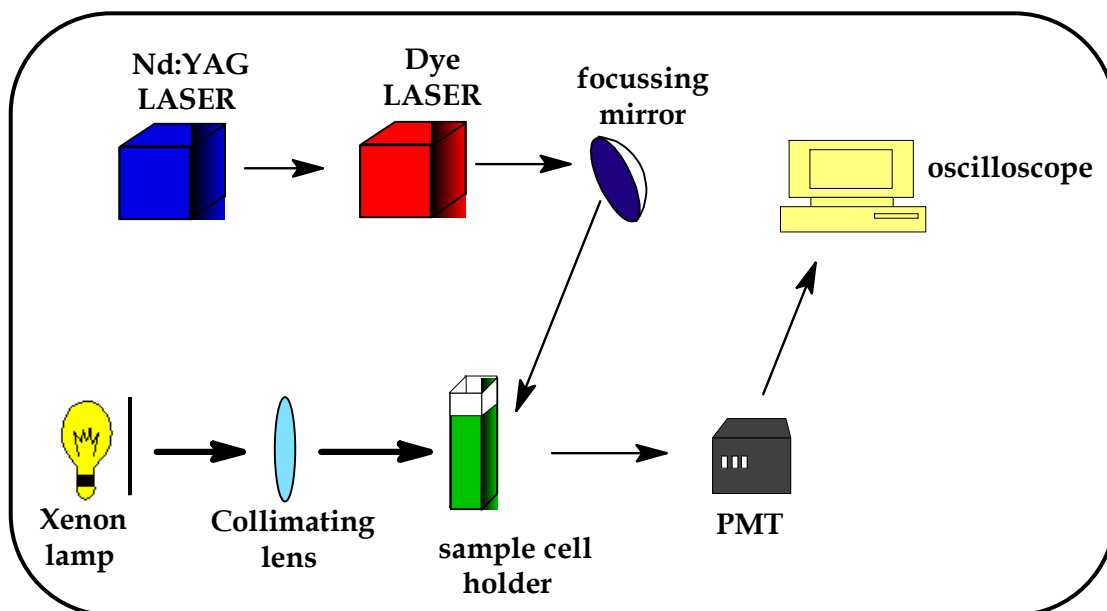 Nd:YAG
LASER
Dye
LASER
focussing
mirror
oscilloscope
Xenon
lamp
Collimating
lens
sample cell
holder
PMT